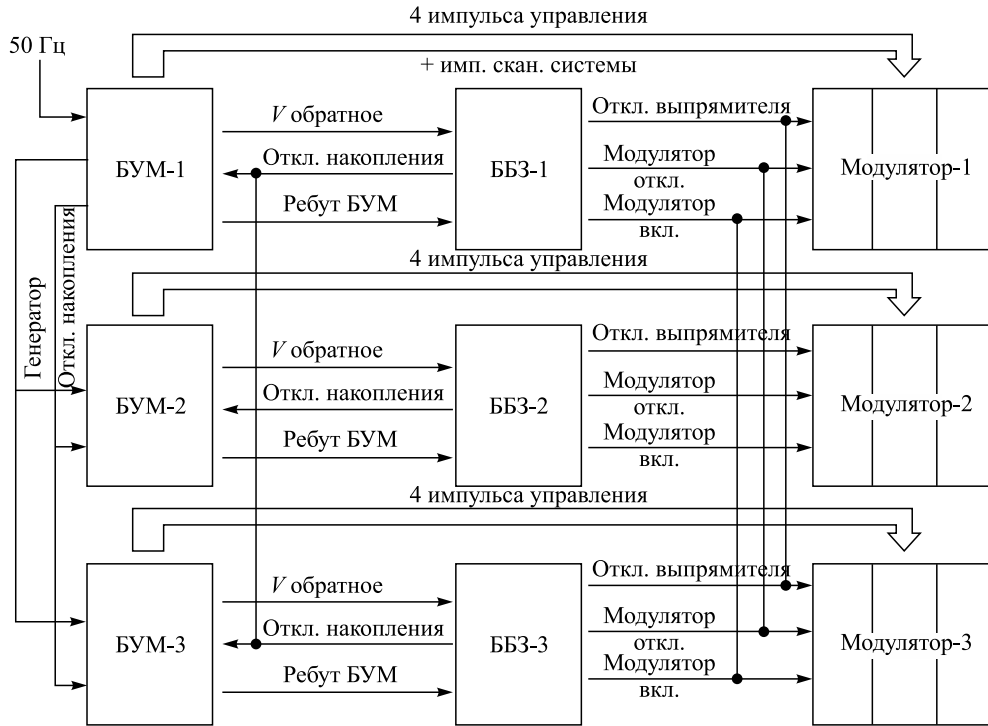 4 импульса управления
50 Гц
+ имп. скан. системы
БУМ-1
V обратное
Откл. накопления
Ребут БУМ
ББЗ-1
Откл. выпрямителя
Модулятор
откл.
Модулятор
вкл.
Модулятор-1
Генератор
Откл. накопления
4 импульса управления
БУМ-2
V обратное
Откл. накопления
Ребут БУМ
ББЗ-2
Откл. выпрямителя
Модулятор
откл.
Модулятор
вкл.
Модулятор-2
4 импульса управления
БУМ-3
V обратное
Откл. накопления
Ребут БУМ
ББЗ-3
Откл. выпрямителя
Модулятор
откл.
Модулятор
вкл.
Модулятор-3